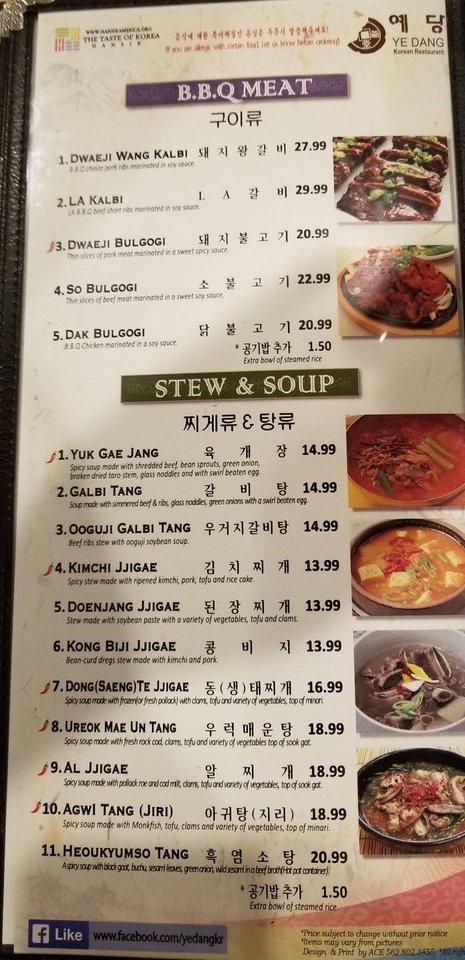 WWW.HANSIKAMERICA.ORG
THE TASTE OF KOREA
HANSIK
음식에 대한 특이체질인 손님은 주문시 말씀해주세요!
(If you are allergic with certain food. Let us know before ordering!)
예 당
YE DANG
Korean Restaurant
B.B.Q MEAT
구이류
1. DWAEJI WANG KALBI 돼 지 왕 갈 비 27.99
B.B.Q choice pork ribs marinated in soy sauce.
2. LA KALBI L A 갈 비 29.99
LA B.B.Q beef short ribs marinated in soy sauce.
3. DWAEJI BULGOGI 돼 지 불 고 기 20.99
Thin slices of pork meat marinated in a sweet spicy sauce.
4. SO BULGOGI 소 불 고 기 22.99
Thin slices of beef meat marinated in a sweet soy sauce.
5. DAK BULGOGI 닭 불 고 기 20.99
B.B.Q Chicken marinated in a soy sauce.
* 공기밥 추가 1.50
Extra bowl of steamed rice
STEW & SOUP
찌게류 & 탕류
1. YUK GAE JANG 육 개 장 14.99
Spicy soup made with shredded beef, bean sprouts, green onion,
braken dried taro stem, glass noodles and with swirl beaten egg.
2. GALBI TANG 갈 비 탕 14.99
Soup made with simmered beef & ribs, glass noodles, green onions with a swirl beaten egg.
3. OOGUJI GALBI TANG 우거지갈비탕 14.99
Beef ribs stew with ooguji soybean soup.
4. KIMCHI JJIGAE 김 치 찌 개 13.99
Spicy stew made with ripened kimchi, pork, tofu and rice cake.
5. DOENJANG JJIGAE 된 장 찌 개 13.99
Stew made with soybean paste with a variety of vegetables, tofu and clams.
6. KONG BIJI JJIGAE 콩 비 지 13.99
Bean-curd dregs stew made with kimchi and pork.
7. DONG(SAENG)TE JJIGAE 동(생)태찌개 16.99
Spicy soup made with frozen(or fresh pollack) with clams, tofu and variety of vegetables, top of minari.
8. UREOK MAE UN TANG 우 럭 매 운 탕 18.99
Spicy soup made with fresh rock cod, clams, tofu and variety of vegetables top of sook gat.
9. AL JJIGAE 알 찌 개 18.99
Spicy soup made with pollack roe and cod milt, clams, tofu and variety of vegetables, top of sook gat.
10. AGWI TANG (JIRI) 아귀탕(지리) 18.99
Spicy soup made with Monkfish, tofu, clams and variety of vegetables, top of minari.
11. HEOUKYUMSO TANG 흑 염 소 탕 20.99
A spicy soup with black goat, buchu, sesami leaves, green onion, wild sesami in a beef broth(Hot pot container).
* 공기밥 추가 1.50
Extra bowl of steamed rice
f Like www.facebook.com/yedangkr
*Price subject to change without prior notice
*Items may vary from pictures
Design & Print by ACE 562.802.3455